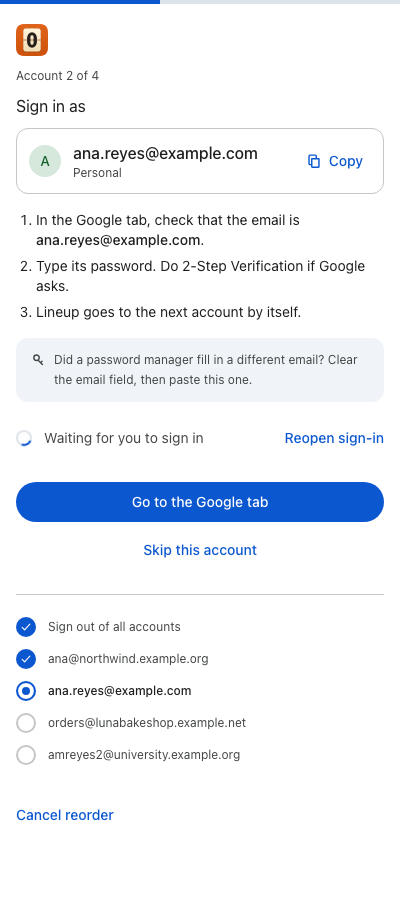 0
Account 2 of 4
Sign in as
A
ana.reyes@example.com
Personal
Copy
1. In the Google tab, check that the email is
ana.reyes@example.com.
2. Type its password. Do 2-Step Verification if Google
asks.
3. Lineup goes to the next account by itself.
Did a password manager fill in a different email? Clear
the email field, then paste this one.
Waiting for you to sign in
Reopen sign-in
Go to the Google tab
Skip this account
Sign out of all accounts
ana@northwind.example.org
ana.reyes@example.com
orders@lunabakeshop.example.net
amreyes2@university.example.org
Cancel reorder